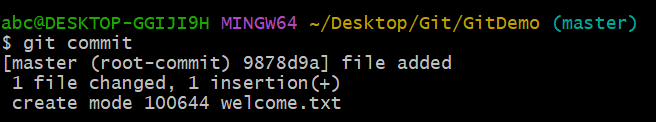 abc@DESKTOP-GGIJI9H MINGW64 ~/Desktop/Git/GitDemo (master)
$ git commit
[master (root-commit) 9878d9a] file added
 1 file changed, 1 insertion(+)
 create mode 100644 welcome.txt